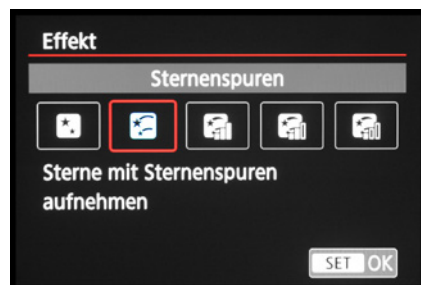 Effekt
Sternenspuren
Sterne mit Sternenspuren
aufnehmen
SET OK